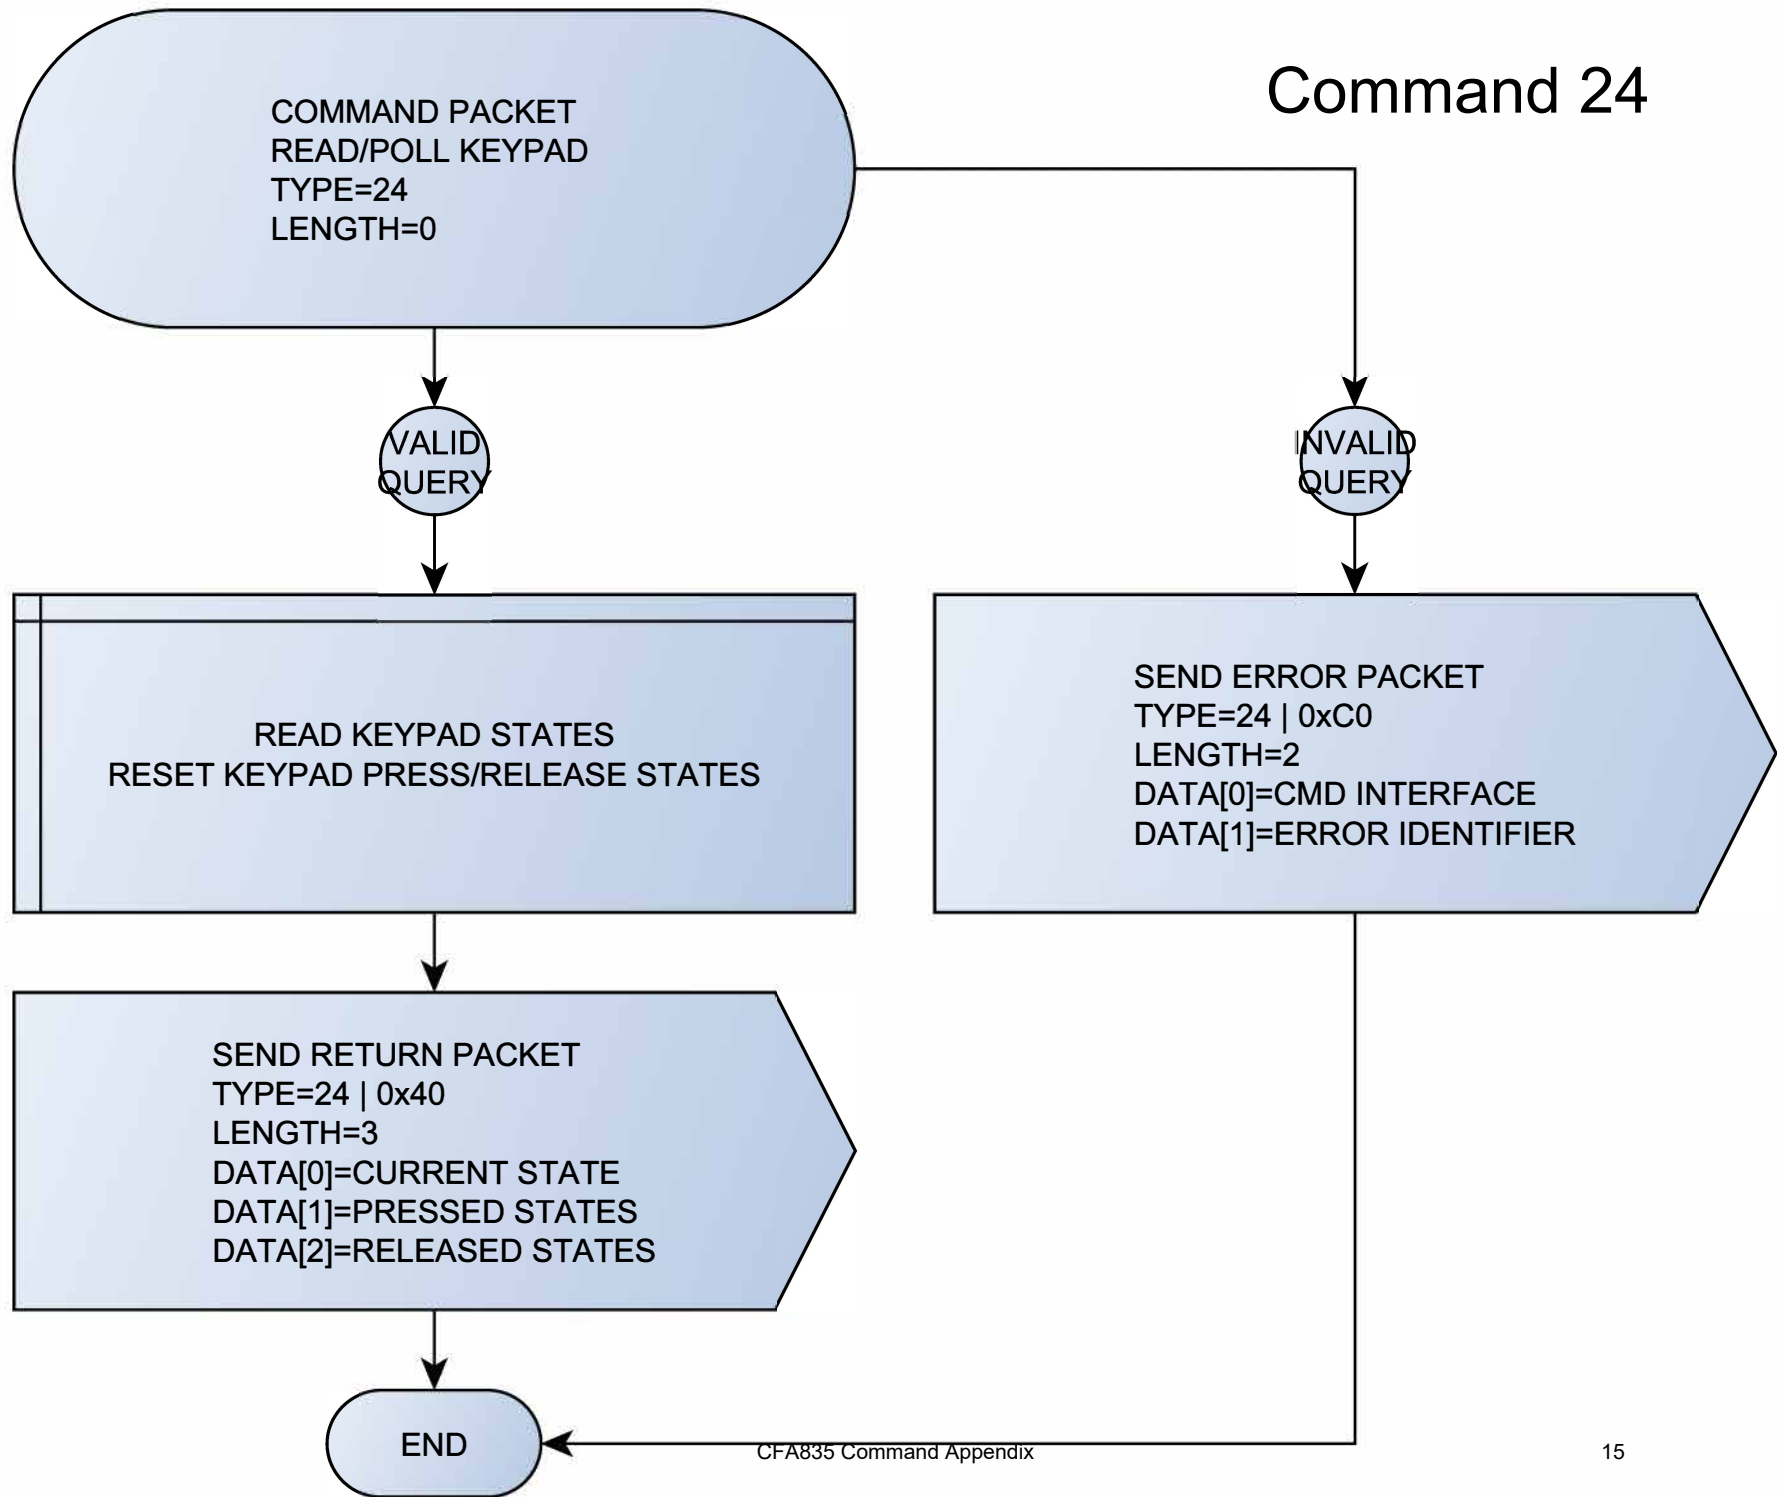 Command 24
COMMAND PACKET
READ/POLL KEYPAD
TYPE=24
LENGTH=0
VALID
QUERY
INVALID
QUERY
READ KEYPAD STATES
RESET KEYPAD PRESS/RELEASE STATES
SEND ERROR PACKET
TYPE=24 | 0xC0
LENGTH=2
DATA[0]=CMD INTERFACE
DATA[1]=ERROR IDENTIFIER
SEND RETURN PACKET
TYPE=24 | 0x40
LENGTH=3
DATA[0]=CURRENT STATE
DATA[1]=PRESSED STATES
DATA[2]=RELEASED STATES
END
CFA835 Command Appendix
15